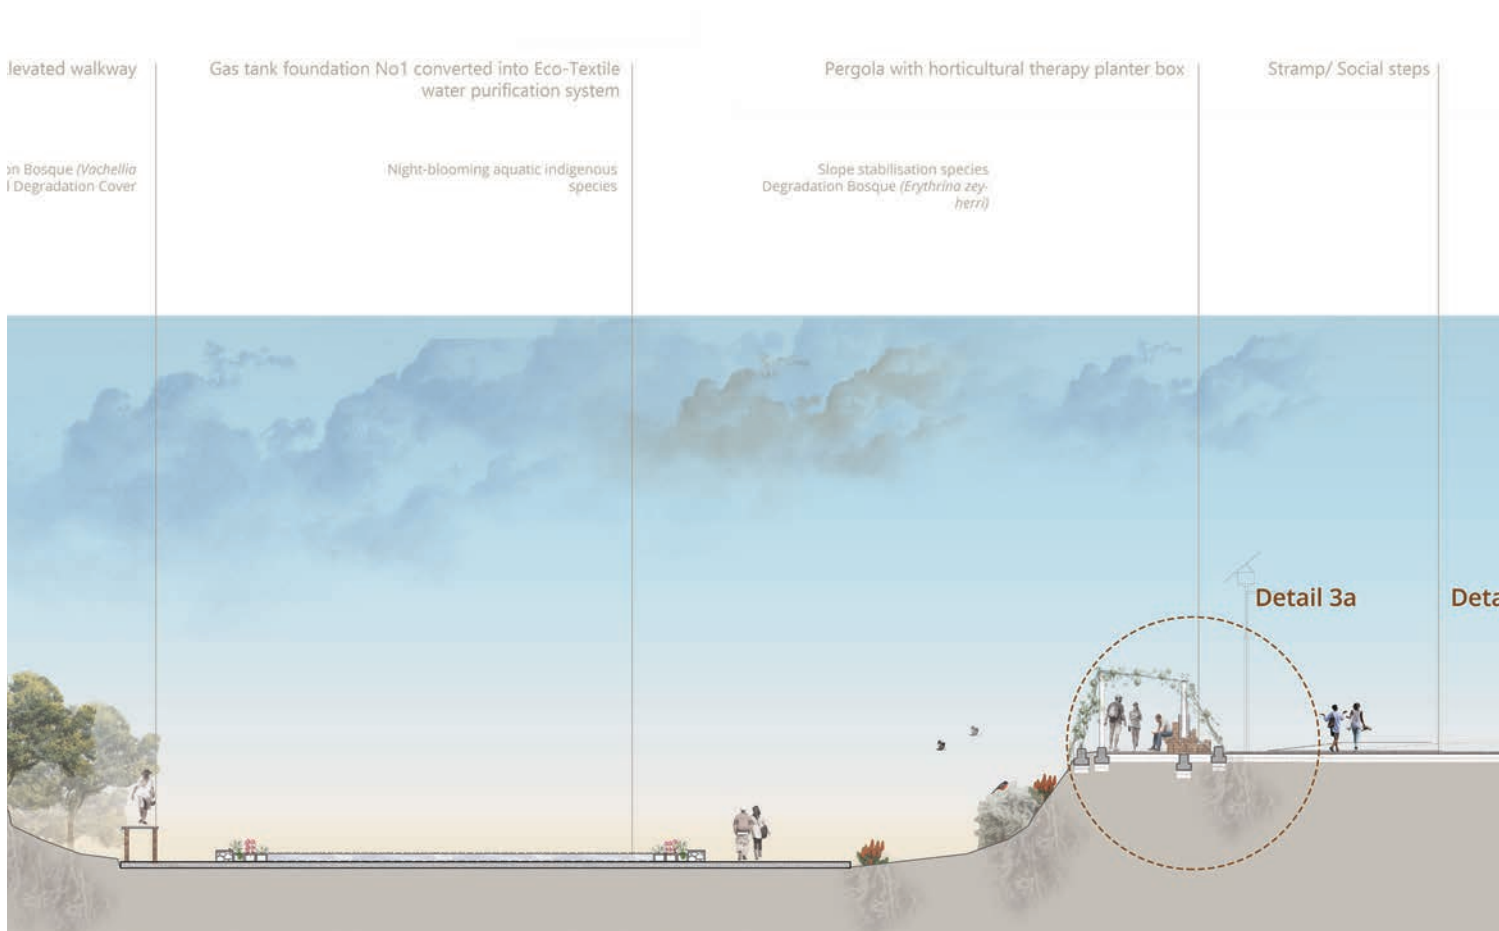 levated walkway
Gas tank foundation No1 converted into Eco-Textile
water purification system
Pergola with horticultural therapy planter box
Stramp/ Social steps
on Bosque (Vachellia
l Degradation Cover
Night-blooming aquatic indigenous
species
Slope stabilisation species
Degradation Bosque (Erythrina zey-
herri)
Detail 3a
Deta